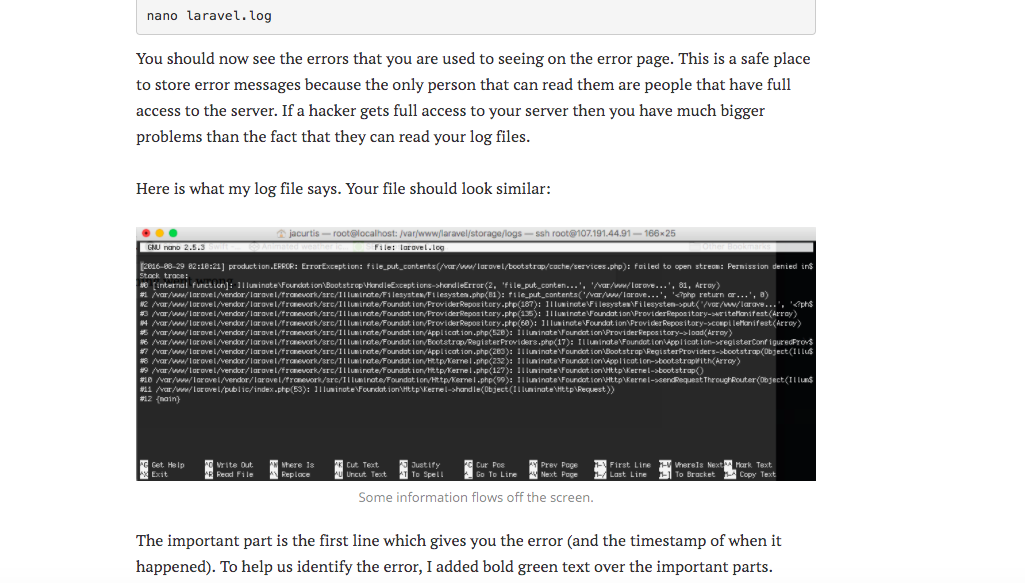 nano laravel.log
You should now see the errors that you are used to seeing on the error page. This is a safe place
to store error messages because the only person that can read them are people that have full
access to the server. If a hacker gets full access to your server then you have much bigger
problems than the fact that they can read your log files.
Here is what my log file says. Your file should look similar:
jacurtis — root@localhost: /var/www/laravel/storage/logs — ssh root@107.191.44.91 — 166×25
GNU nano 2.5.3 File: laravel.log Other Bookmarks
[2016-08-29 02:18:21] production.ERROR: ErrorException: file_put_contents(/var/www/laravel/bootstrap/cache/services.php): failed to open stream: Permission denied in$
Stack trace:
#0 [internal function]: Illuminate\Foundation\Bootstrap\HandleExceptions->handleError(2, 'file_put_conten...', '/var/www/larave...', 81, Array)
#1 /var/www/laravel/vendor/laravel/framework/src/Illuminate/Filesystem/Filesystem.php(81): file_put_contents('/var/www/larave...', '<?php return ar...', 0)
#2 /var/www/laravel/vendor/laravel/framework/src/Illuminate/Foundation/ProviderRepository.php(187): Illuminate\Filesystem\Filesystem->put('/var/www/larave...', '<?ph$
#3 /var/www/laravel/vendor/laravel/framework/src/Illuminate/Foundation/ProviderRepository.php(135): Illuminate\Foundation\ProviderRepository->writeManifest(Array)
#4 /var/www/laravel/vendor/laravel/framework/src/Illuminate/Foundation/ProviderRepository.php(60): Illuminate\Foundation\ProviderRepository->compileManifest(Array)
#5 /var/www/laravel/vendor/laravel/framework/src/Illuminate/Foundation/Application.php(520): Illuminate\Foundation\ProviderRepository->load(Array)
#6 /var/www/laravel/vendor/laravel/framework/src/Illuminate/Foundation/Bootstrap/RegisterProviders.php(17): Illuminate\Foundation\Application->registerConfiguredProv$
#7 /var/www/laravel/vendor/laravel/framework/src/Illuminate/Foundation/Application.php(203): Illuminate\Foundation\Bootstrap\RegisterProviders->bootstrap(Object(Illu$
#8 /var/www/laravel/vendor/laravel/framework/src/Illuminate/Foundation/Http/Kernel.php(232): Illuminate\Foundation\Application->bootstrapWith(Array)
#9 /var/www/laravel/vendor/laravel/framework/src/Illuminate/Foundation/Http/Kernel.php(127): Illuminate\Foundation\Http\Kernel->bootstrap()
#10 /var/www/laravel/vendor/laravel/framework/src/Illuminate/Foundation/Http/Kernel.php(99): Illuminate\Foundation\Http\Kernel->sendRequestThroughRouter(Object(Illum$
#11 /var/www/laravel/public/index.php(53): Illuminate\Foundation\Http\Kernel->handle(Object(Illuminate\Http\Request))
#12 {main}
^G Get Help ^O Write Out ^W Where Is ^K Cut Text ^J Justify ^C Cur Pos ^Y Prev Page M-\ First Line M-W WhereIs Next ^^ Mark Text
^X Exit ^R Read File ^\ Replace ^U Uncut Text ^T To Spell ^_ Go To Line ^V Next Page M-/ Last Line M-] To Bracket M-^ Copy Text
Some information flows off the screen.
The important part is the first line which gives you the error (and the timestamp of when it
happened). To help us identify the error, I added bold green text over the important parts.